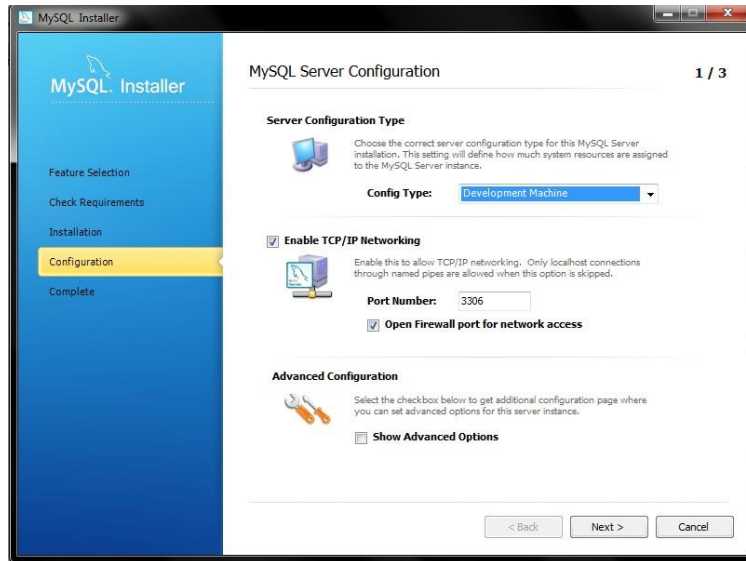 MySQL Installer
MySQL. Installer
Feature Selection
Check Requirements
Installation
Configuration
Complete
MySQL Server Configuration
1 / 3
Server Configuration Type
Choose the correct server configuration type for this MySQL Server
installation. This setting will define how much system resources are assigned
to the MySQL Server instance.
Config Type: Development Machine
Enable TCP/IP Networking
Enable this to allow TCP/IP networking. Only localhost connections
through named pipes are allowed when this option is skipped.
Port Number: 3306
Open Firewall port for network access
Advanced Configuration
Select the checkbox below to get additional configuration page where
you can set advanced options for this server instance.
Show Advanced Options
< Back Next > Cancel